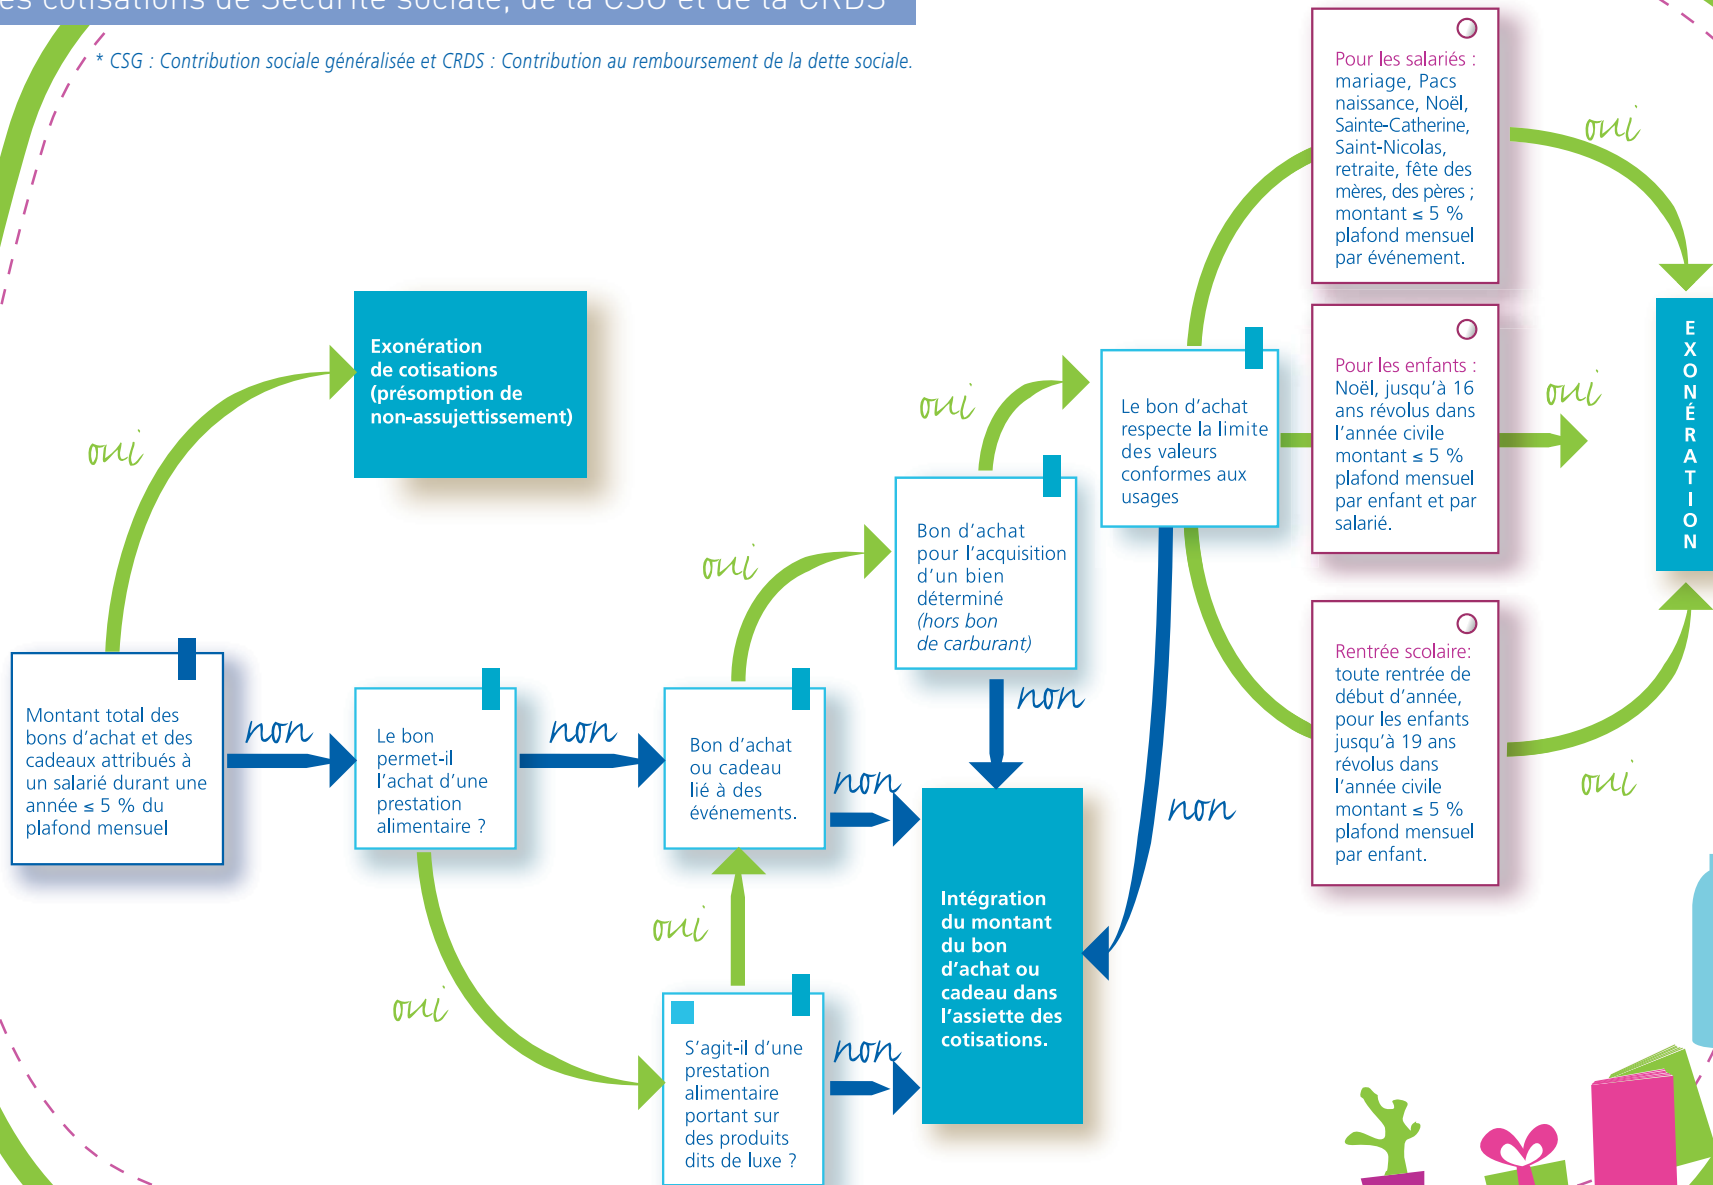 es cotisations de Sécurité sociale, de la CSG et de la CRDS
* CSG : Contribution sociale généralisée et CRDS : Contribution au remboursement de la dette sociale.
Montant total des
bons d'achat et des
cadeaux attribués à
un salarié durant une
année ≤ 5 % du
plafond mensuel
oui
Exonération
de cotisations
(présomption de
non-assujettissement)
non
Le bon
permet-il
l'achat d'une
prestation
alimentaire ?
oui
non
S'agit-il d'une
prestation
alimentaire
portant sur
des produits
dits de luxe ?
oui
non
Bon d'achat
ou cadeau
lié à des
événements.
oui
non
Bon d'achat
pour l'acquisition
d'un bien
déterminé
(hors bon
de carburant)
oui
non
Intégration
du montant
du bon
d'achat ou
cadeau dans
l'assiette des
cotisations.
Le bon d'achat
respecte la limite
des valeurs
conformes aux
usages
non
Pour les salariés :
mariage, Pacs
naissance, Noël,
Sainte-Catherine,
Saint-Nicolas,
retraite, fête des
mères, des pères ;
montant ≤ 5 %
plafond mensuel
par événement.
oui
Pour les enfants :
Noël, jusqu'à 16
ans révolus dans
l'année civile
montant ≤ 5 %
plafond mensuel
par enfant et par
salarié.
oui
Rentrée scolaire:
toute rentrée de
début d'année,
pour les enfants
jusqu'à 19 ans
révolus dans
l'année civile
montant ≤ 5 %
plafond mensuel
par enfant.
oui
EXONÉRATION